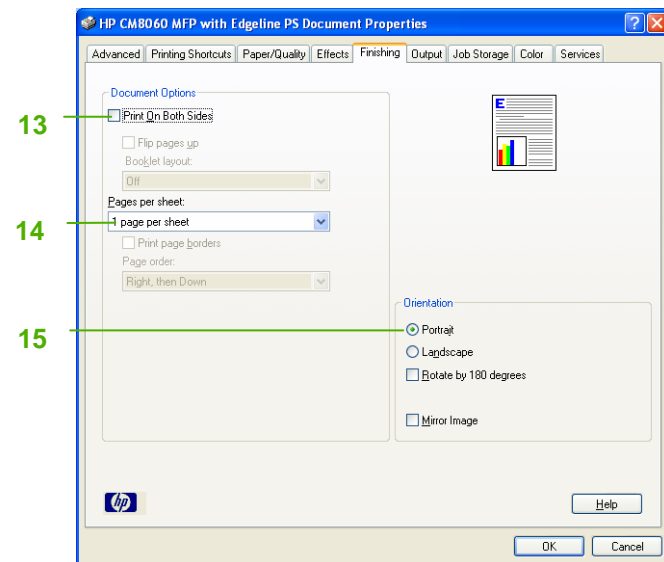 HP CM8060 MFP with Edgeline PS Document Properties
Advanced Printing Shortcuts Paper/Quality Effects Finishing Output Job Storage Color Services
Document Options
13
Print On Both Sides
Flip pages up
Booklet layout:
Off
Pages per sheet:
14
1 page per sheet
Print page borders
Page order:
Right, then Down
E
Orientation
15
Portrait
Landscape
Rotate by 180 degrees
Mirror Image
hp
Help
OK Cancel